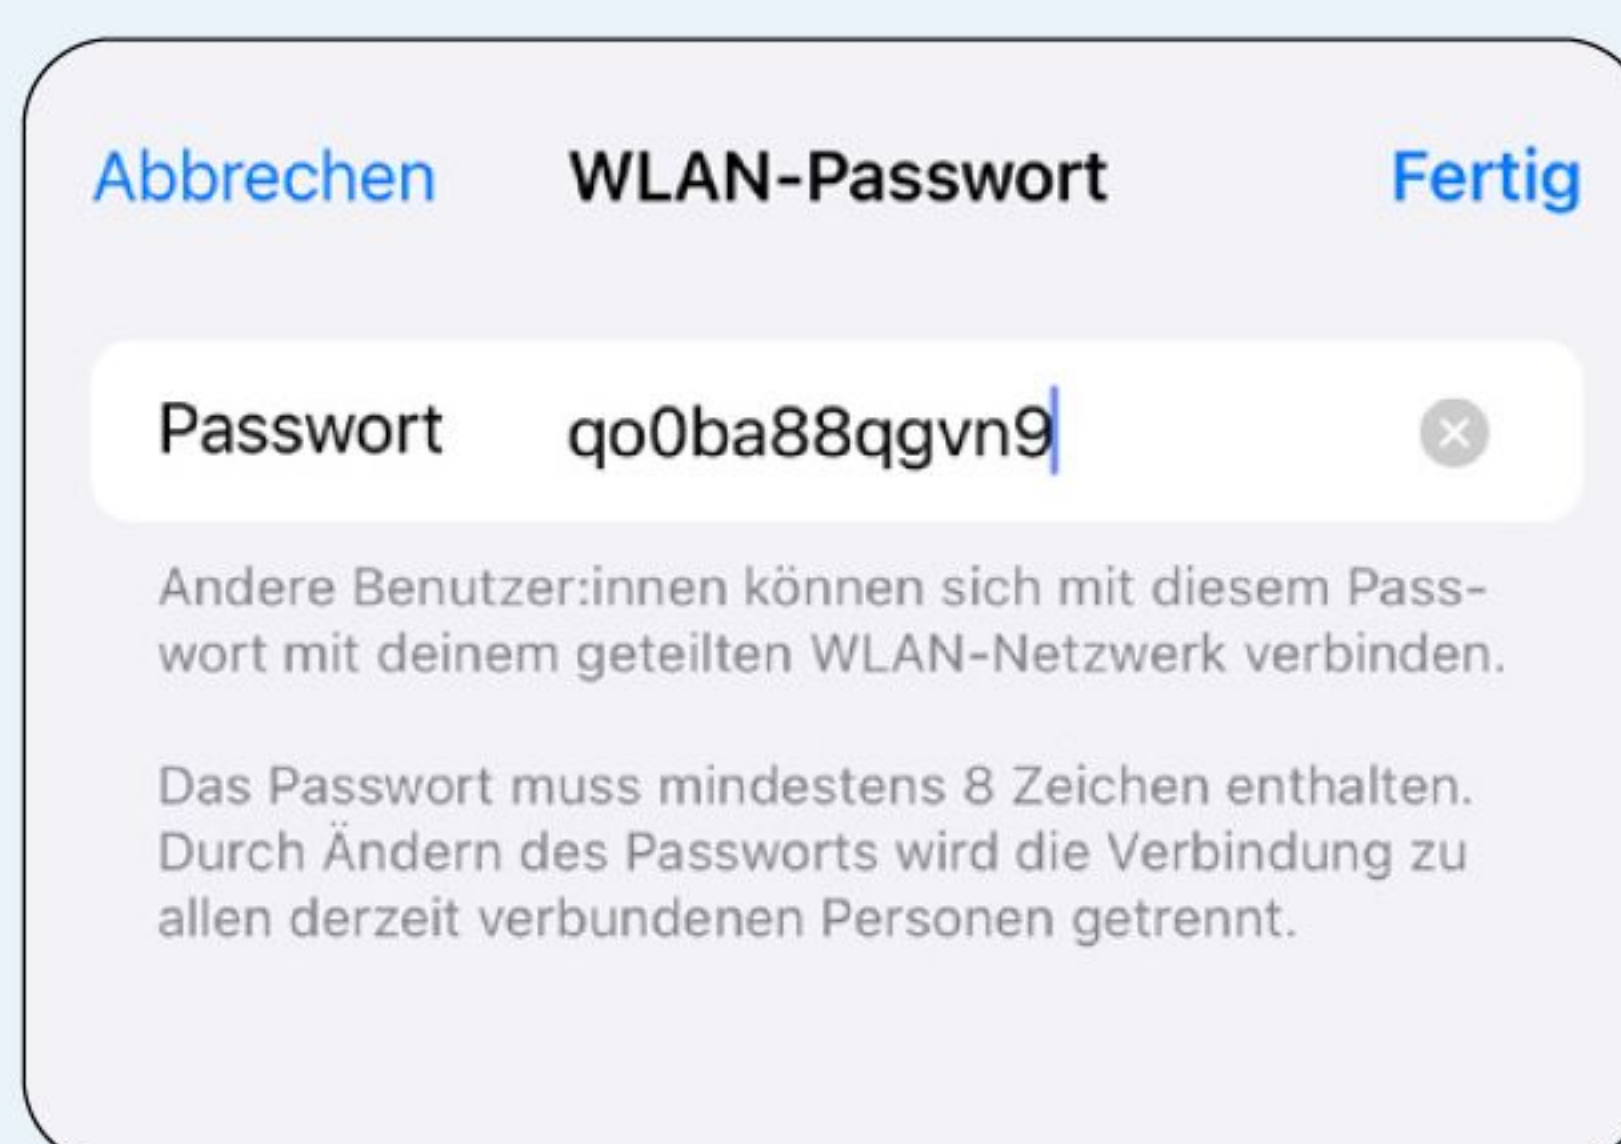 Abbrechen WLAN-Passwort Fertig
Passwort qo0ba88qgvn9
Andere Benutzer:innen können sich mit diesem Pass-
wort mit deinem geteilten WLAN-Netzwerk verbinden.
Das Passwort muss mindestens 8 Zeichen enthalten.
Durch Ändern des Passworts wird die Verbindung zu
allen derzeit verbundenen Personen getrennt.